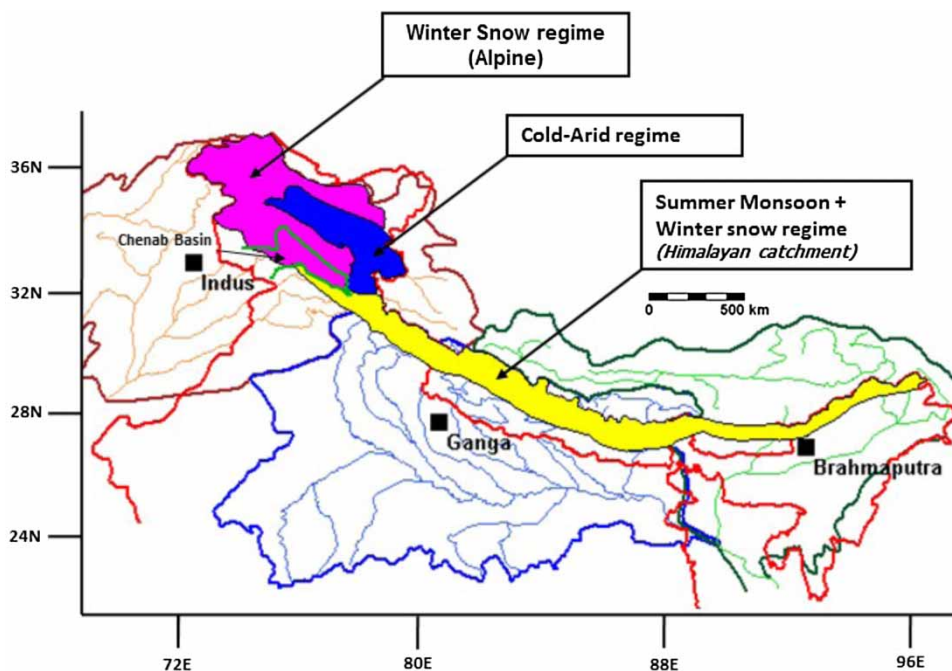 Winter Snow regime
(Alpine)
Cold-Arid regime
36N
Summer Monsoon +
Winter snow regime
(Himalayan catchment)
Chenab Basin
Indus
32N
500 km
28N
Ganga
Brahmaputra
24N
72E
80E
88E
96E